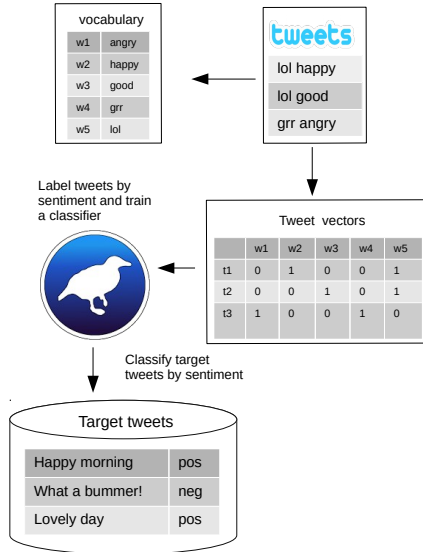 vocabulary
w1 angry
w2 happy
w3 good
w4 grr
w5 lol
tweets
lol happy
lol good
grr angry
Label tweets by
sentiment and train
a classifier
Tweet vectors
w1 w2 w3 w4 w5
t1 0 1 0 0 1
t2 0 0 1 0 1
t3 1 0 0 1 0
Classify target
tweets by sentiment
Target tweets
Happy morning pos
What a bummer! neg
Lovely day pos